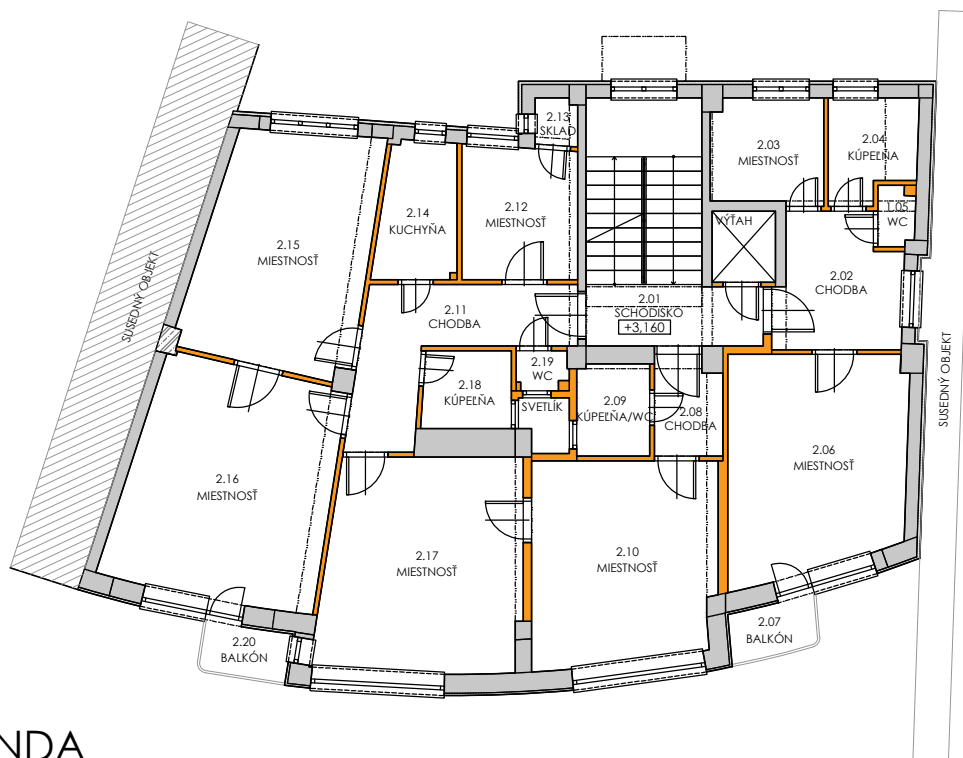 2.13
SKLAD
2.03
MIESTNOSŤ
2.04
KÚPEĽŇA
2.12
MIESTNOSŤ
2.14
KUCHYŇA
VÝŤAH
1.05
WC
2.15
MIESTNOSŤ
SUSEDNÝ OBJEKT
2.02
CHODBA
2.01
SCHODISKO
+3,160
2.11
CHODBA
2.19
WC
2.18
KÚPEĽŇA
SVETLÍK
2.09
KÚPEĽŇA/WC
2.08
CHODBA
SUSEDNÝ OBJEKT
2.06
MIESTNOSŤ
2.16
MIESTNOSŤ
2.17
MIESTNOSŤ
2.10
MIESTNOSŤ
2.20
BALKÓN
2.07
BALKÓN
NDA